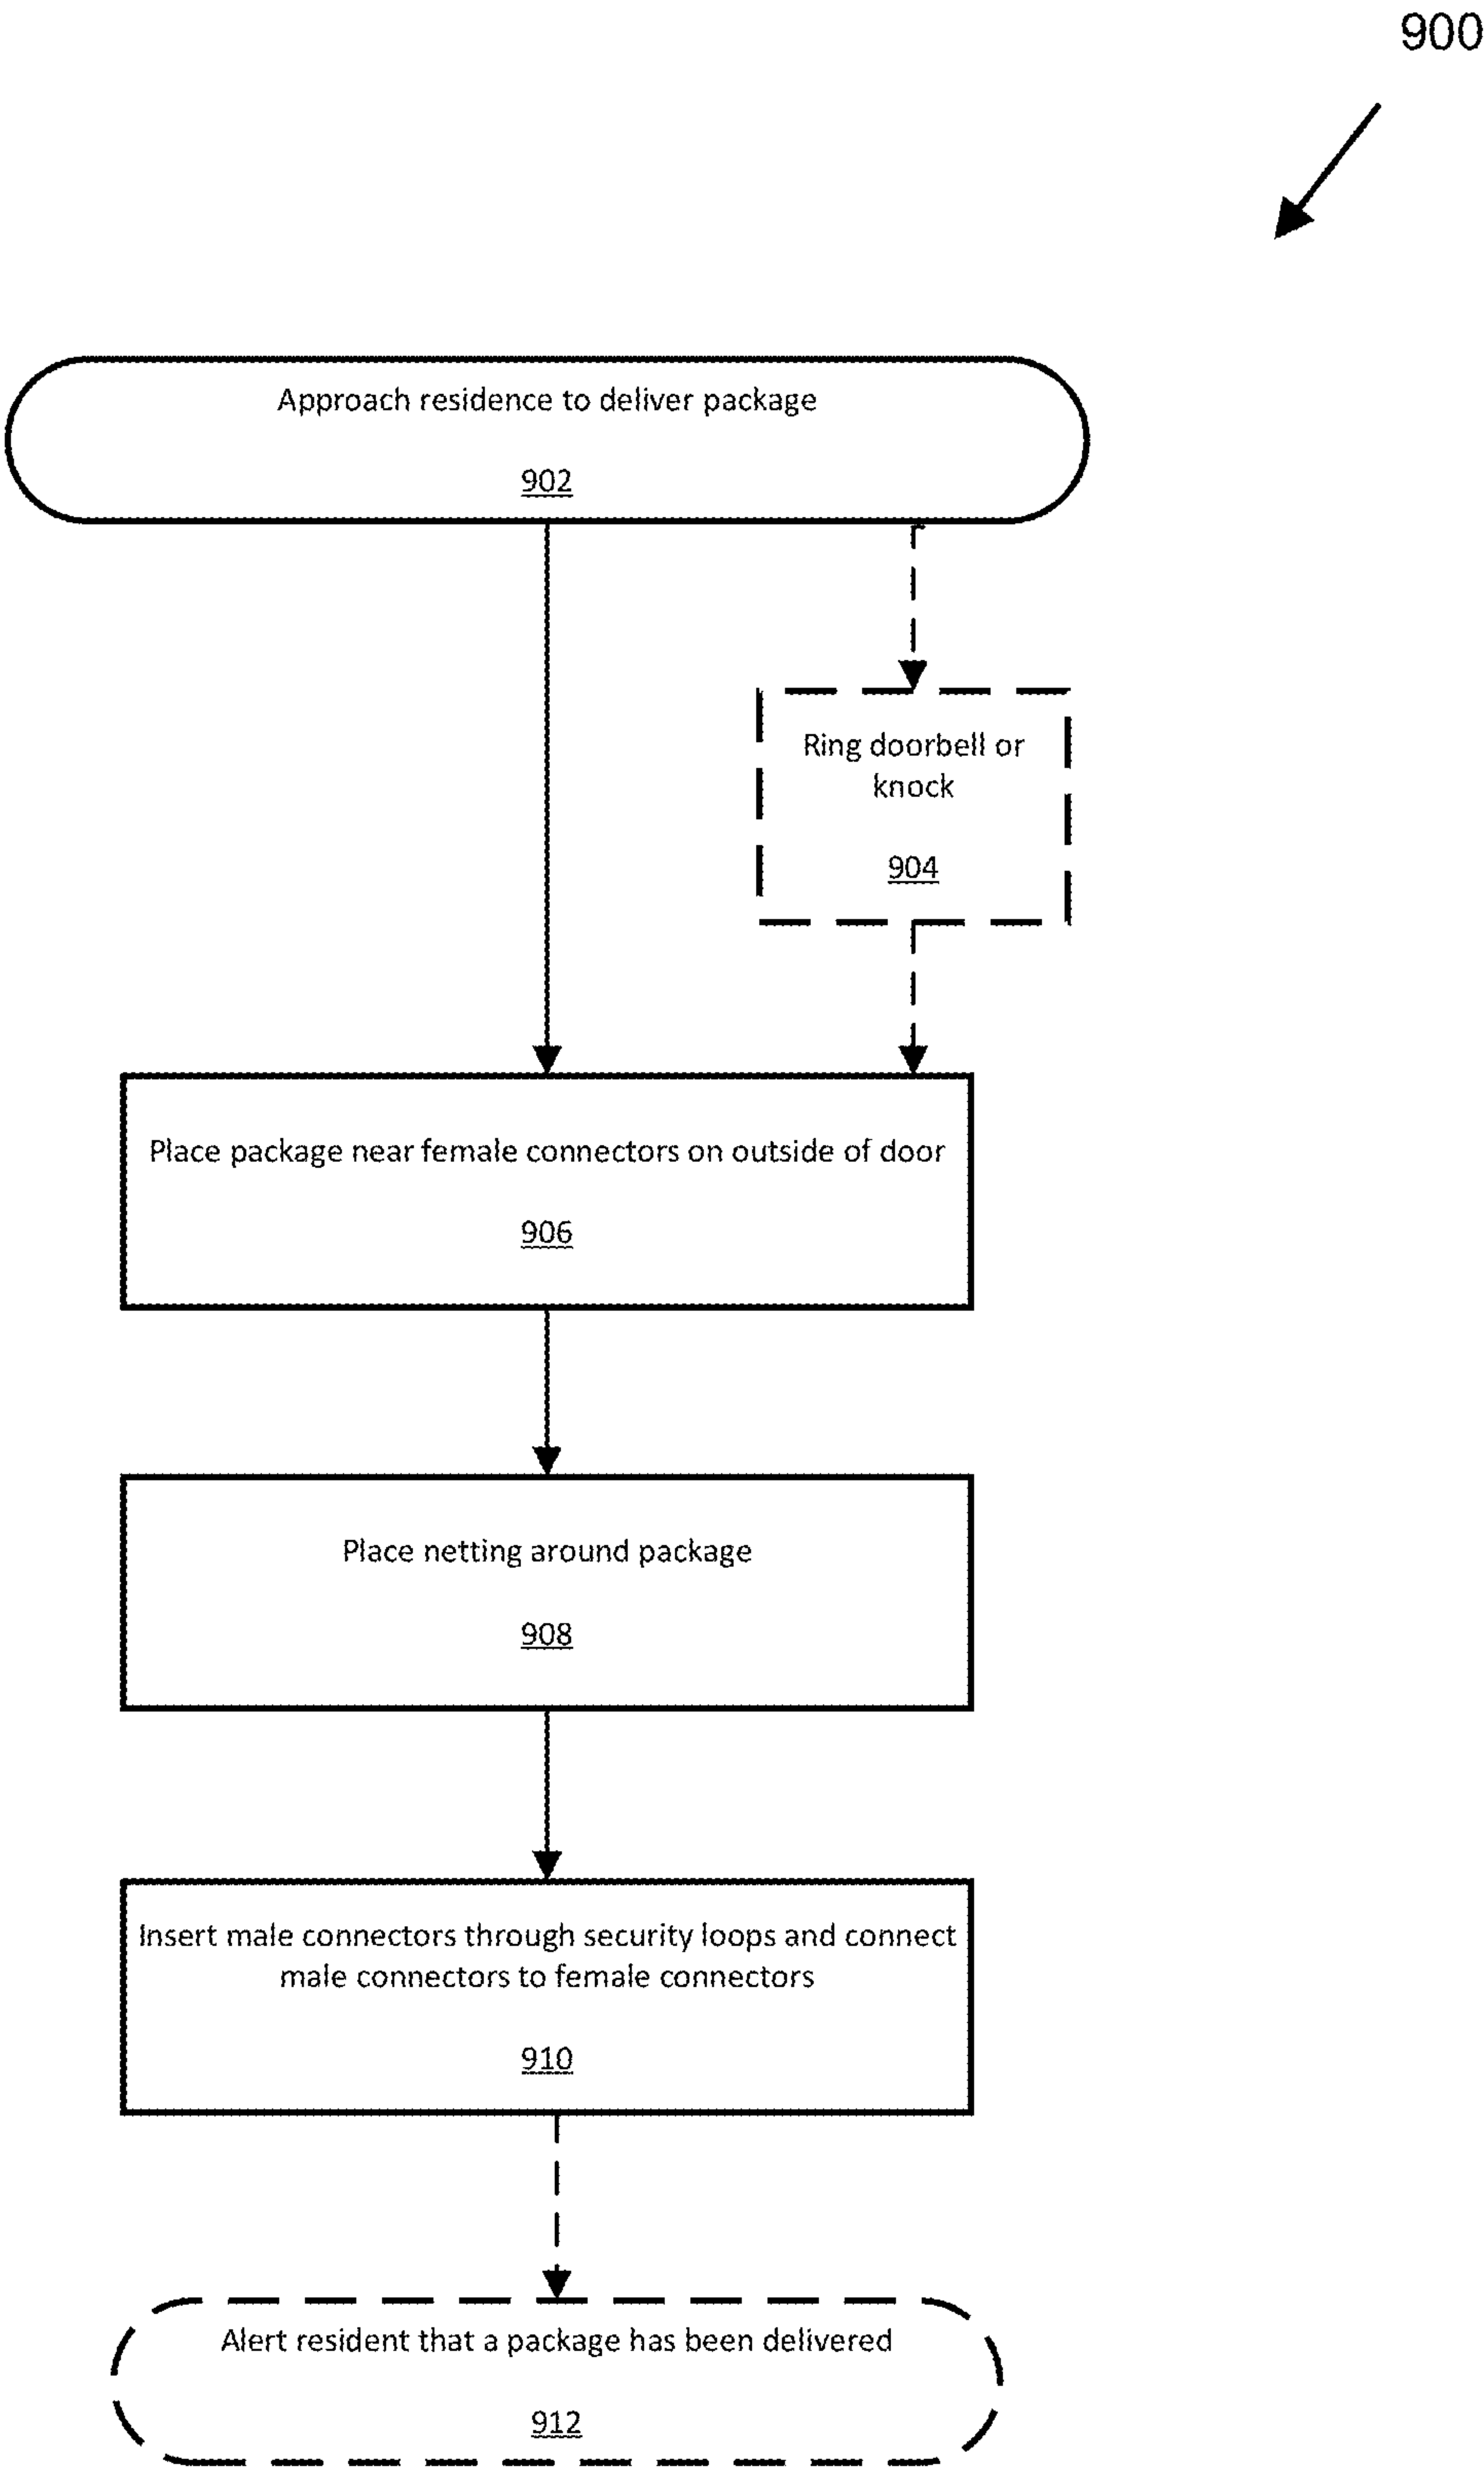 900
Approach residence to deliver package
902
Ring doorbell or
knock
904
Place package near female connectors on outside of door
906
Place netting around package
908
Insert male connectors through security loops and connect
male connectors to female connectors
910
Alert resident that a package has been delivered
912